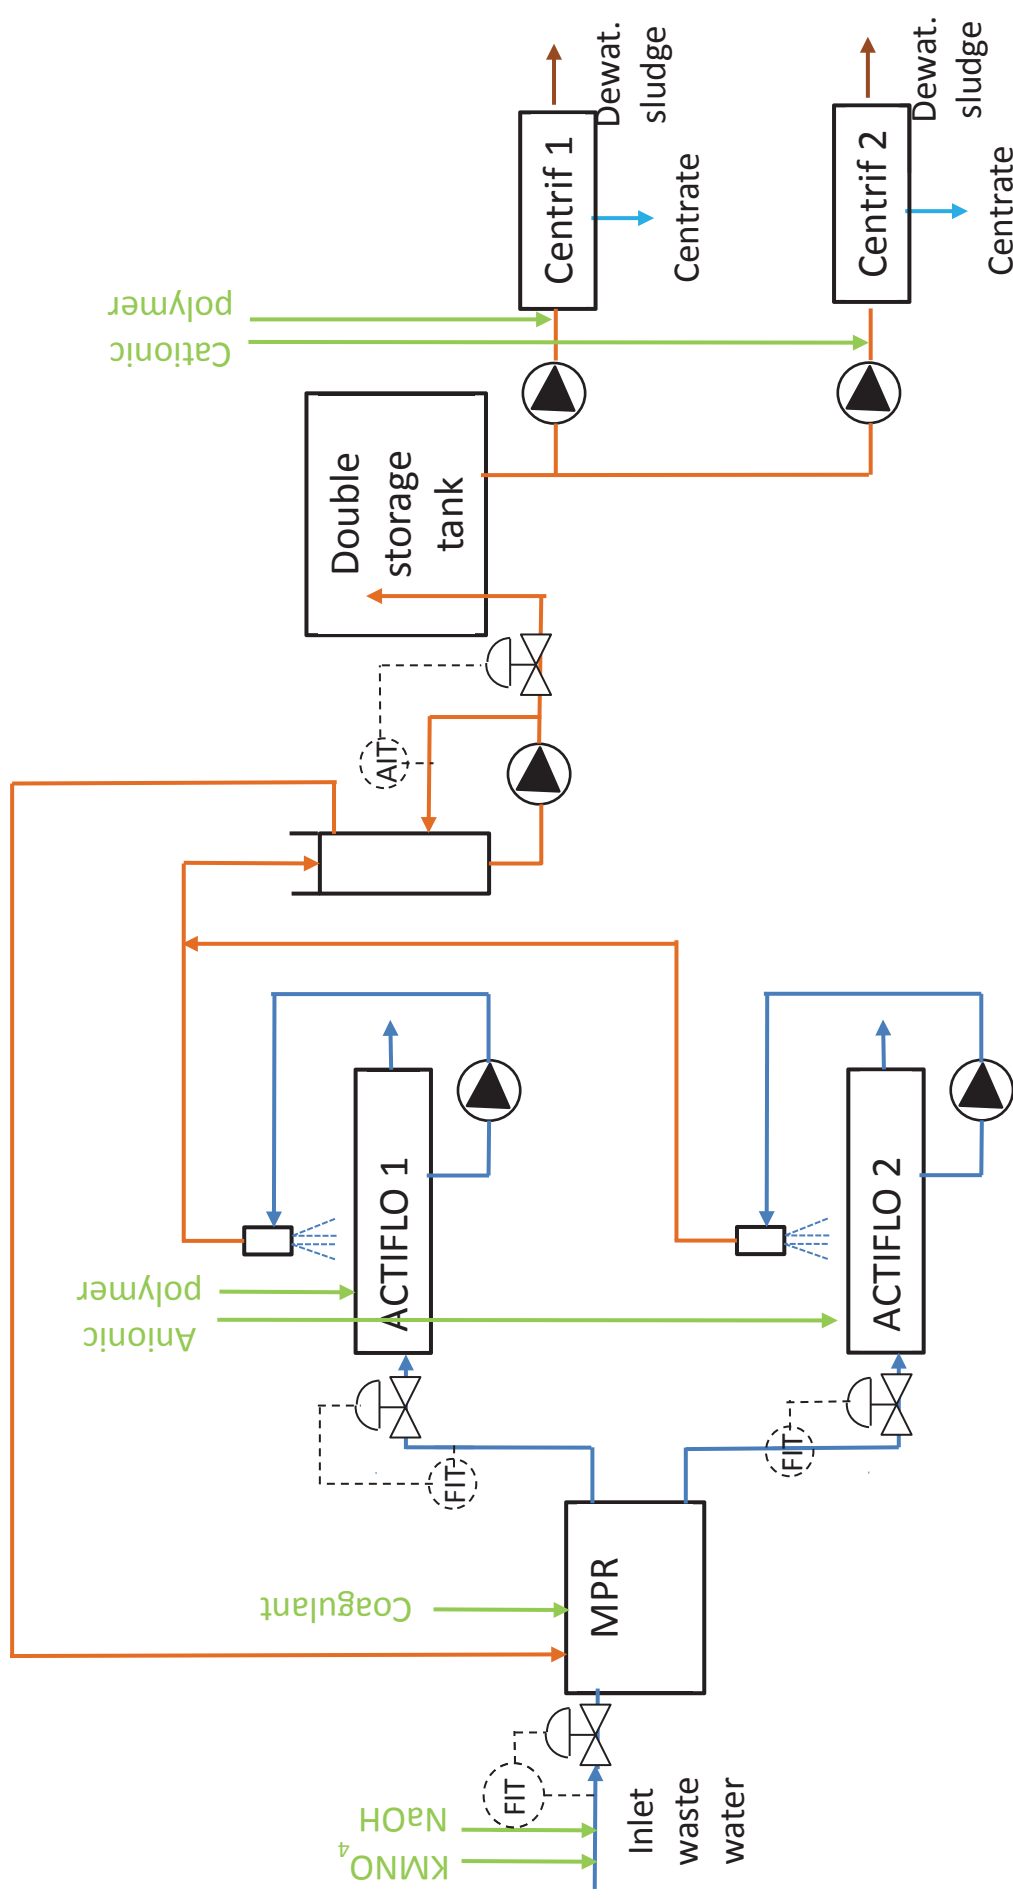 KMNO4
NaOH
Inlet
waste
water
FIT
MPR
Coagulant
FIT
FIT
Anionic
polymer
ACTIFLO 1
ACTIFLO 2
AIT
Double
storage
tank
Cationic
polymer
Centrif 1
Centrate
Dewat.
sludge
Centrif 2
Centrate
Dewat.
sludge